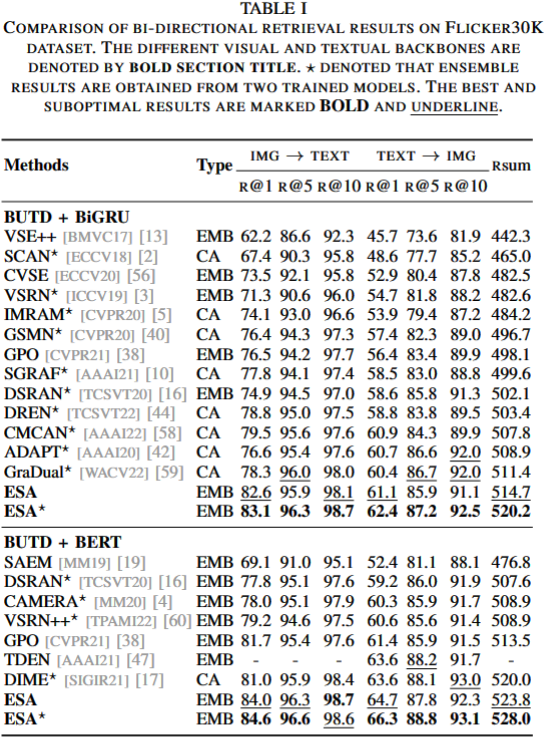 TABLE I
COMPARISON OF BI-DIRECTIONAL RETRIEVAL RESULTS ON FLICKER30K
DATASET. THE DIFFERENT VISUAL AND TEXTUAL BACKBONES ARE
DENOTED BY BOLD SECTION TITLE. ⋆ DENOTED THAT ENSEMBLE
RESULTS ARE OBTAINED FROM TWO TRAINED MODELS. THE BEST AND
SUBOPTIMAL RESULTS ARE MARKED BOLD AND UNDERLINE.
Methods Type IMG → TEXT TEXT → IMG Rsum
R@1 R@5 R@10 R@1 R@5 R@10
BUTD + BiGRU
VSE++ [BMVC17] [13] EMB 62.2 86.6 92.3 45.7 73.6 81.9 442.3
SCAN* [ECCV18] [2] CA 67.4 90.3 95.8 48.6 77.7 85.2 465.0
CVSE [ECCV20] [56] EMB 73.5 92.1 95.8 52.9 80.4 87.8 482.5
VSRN* [ICCV19] [3] EMB 71.3 90.6 96.0 54.7 81.8 88.2 482.6
IMRAM* [CVPR20] [5] CA 74.1 93.0 96.6 53.9 79.4 87.2 484.2
GSMN* [CVPR20] [40] CA 76.4 94.3 97.3 57.4 82.3 89.0 496.7
GPO [CVPR21] [38] EMB 76.5 94.2 97.7 56.4 83.4 89.9 498.1
SGRAF* [AAAI21] [10] CA 77.8 94.1 97.4 58.5 83.0 88.8 499.6
DSRAN* [TCSVT20] [16] EMB 74.9 94.5 97.0 58.6 85.8 91.3 502.1
DREN* [TCSVT22] [44] CA 78.8 95.0 97.5 58.8 83.8 89.5 503.4
CMCAN* [AAAI22] [58] CA 79.5 95.6 97.6 60.9 84.3 89.9 507.8
ADAPT* [AAAI20] [42] CA 76.6 95.4 97.6 60.7 86.6 92.0 508.9
GraDual* [WACV22] [59] CA 78.3 96.0 98.0 60.4 86.7 92.0 511.4
ESA EMB 82.6 95.9 98.1 61.1 85.9 91.1 514.7
ESA* EMB 83.1 96.3 98.7 62.4 87.2 92.5 520.2
BUTD + BERT
SAEM [MM19] [19] EMB 69.1 91.0 95.1 52.4 81.1 88.1 476.8
DSRAN* [TCSVT20] [16] EMB 77.8 95.1 97.6 59.2 86.0 91.9 507.6
CAMERA* [MM20] [4] EMB 78.0 95.1 97.9 60.3 85.9 91.7 508.9
VSRN++* [TPAMI22] [60] EMB 79.2 94.6 97.5 60.6 85.6 91.4 508.9
GPO [CVPR21] [38] EMB 81.7 95.4 97.6 61.4 85.9 91.5 513.5
TDEN [AAAI21] [47] EMB - - - 63.6 88.2 91.7 -
DIME* [SIGIR21] [17] CA 81.0 95.9 98.4 63.6 88.1 93.0 520.0
ESA EMB 84.0 96.3 98.7 64.7 87.8 92.3 523.8
ESA* EMB 84.6 96.6 98.6 66.3 88.8 93.1 528.0